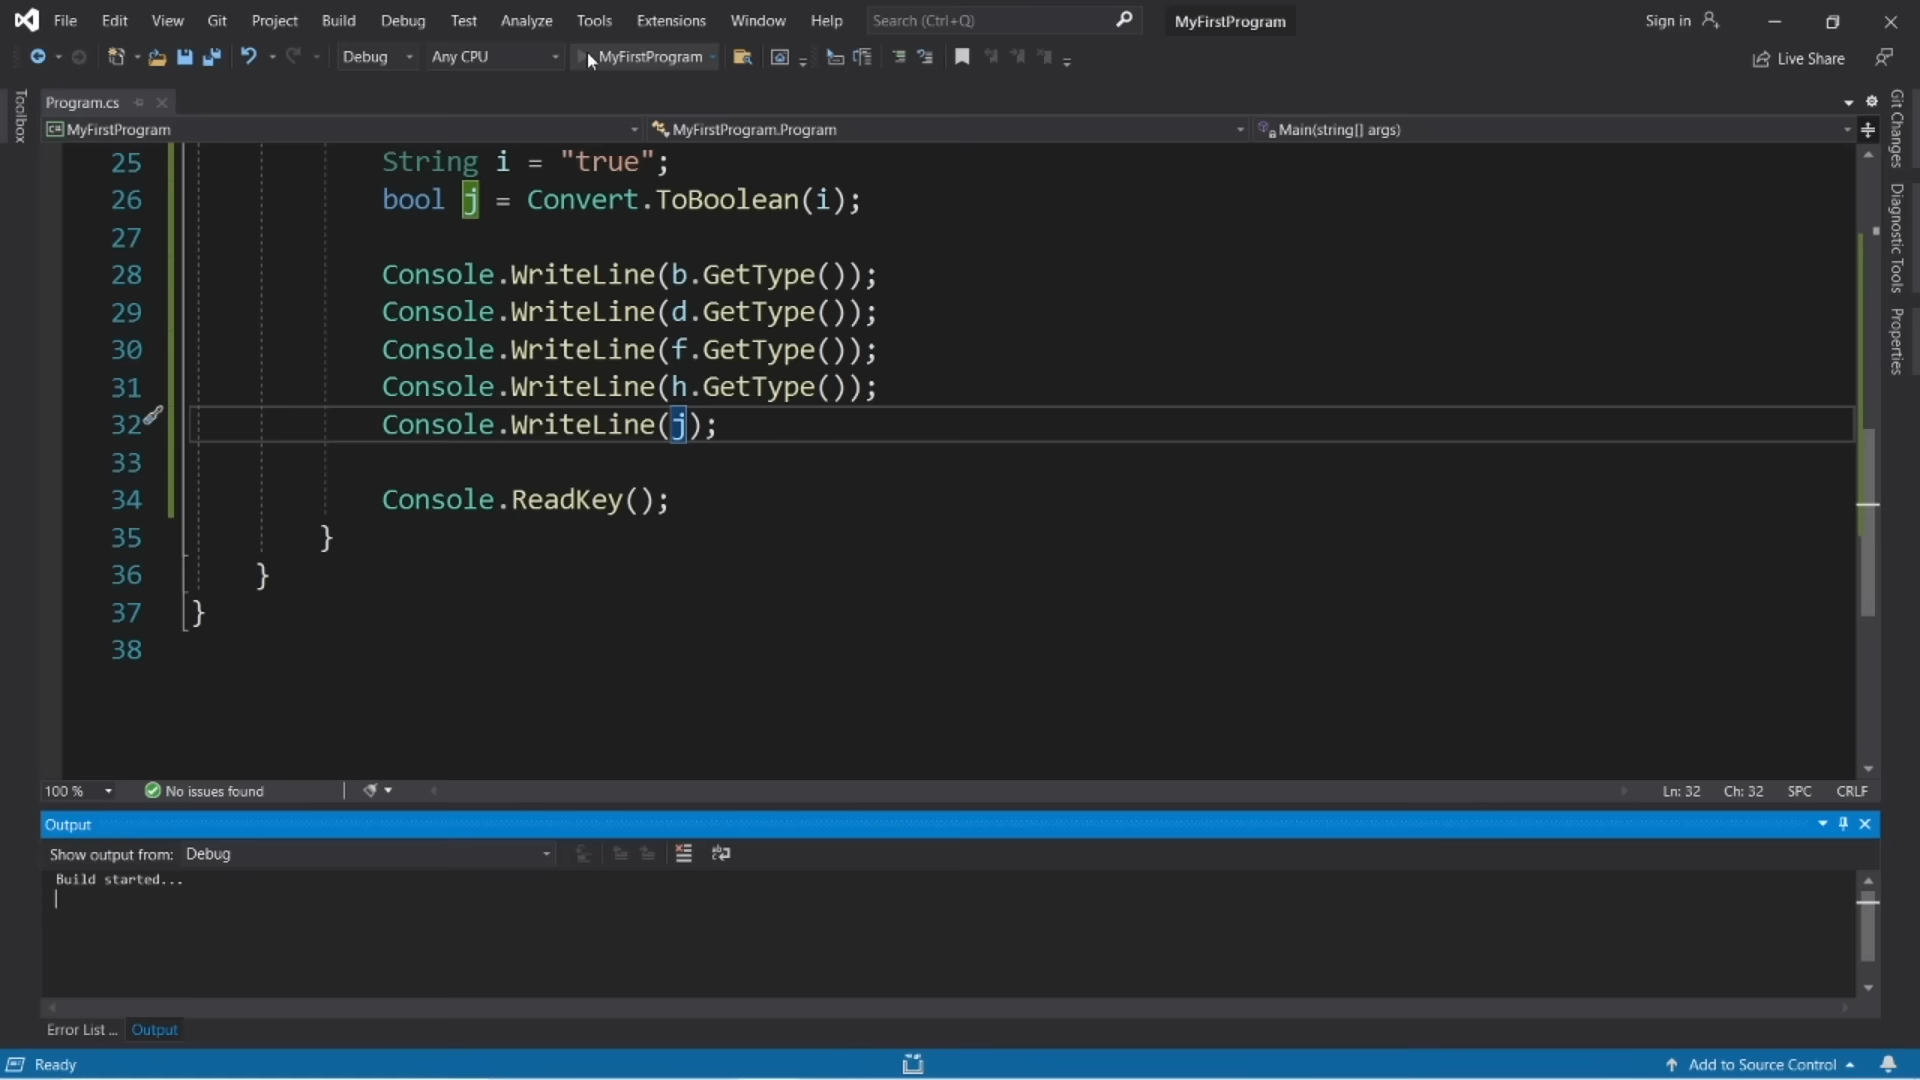 File Edit View Git Project Build Debug Test Analyze Tools Extensions Window Help Search (Ctrl+Q) MyFirstProgram Sign in
Debug Any CPU MyFirstProgram Live Share
Toolbox
Program.cs
MyFirstProgram MyFirstProgram.Program Main(string[] args)
25 String i = "true";
26 bool j = Convert.ToBoolean(i);
27
28 Console.WriteLine(b.GetType());
29 Console.WriteLine(d.GetType());
30 Console.WriteLine(f.GetType());
31 Console.WriteLine(h.GetType());
32 Console.WriteLine(j);
33
34 Console.ReadKey();
35 }
36 }
37 }
38
Git Changes
Diagnostic Tools
Properties
100 % No issues found Ln: 32 Ch: 32 SPC CRLF
Output
Show output from: Debug
Build started...
Error List ... Output
Ready Add to Source Control